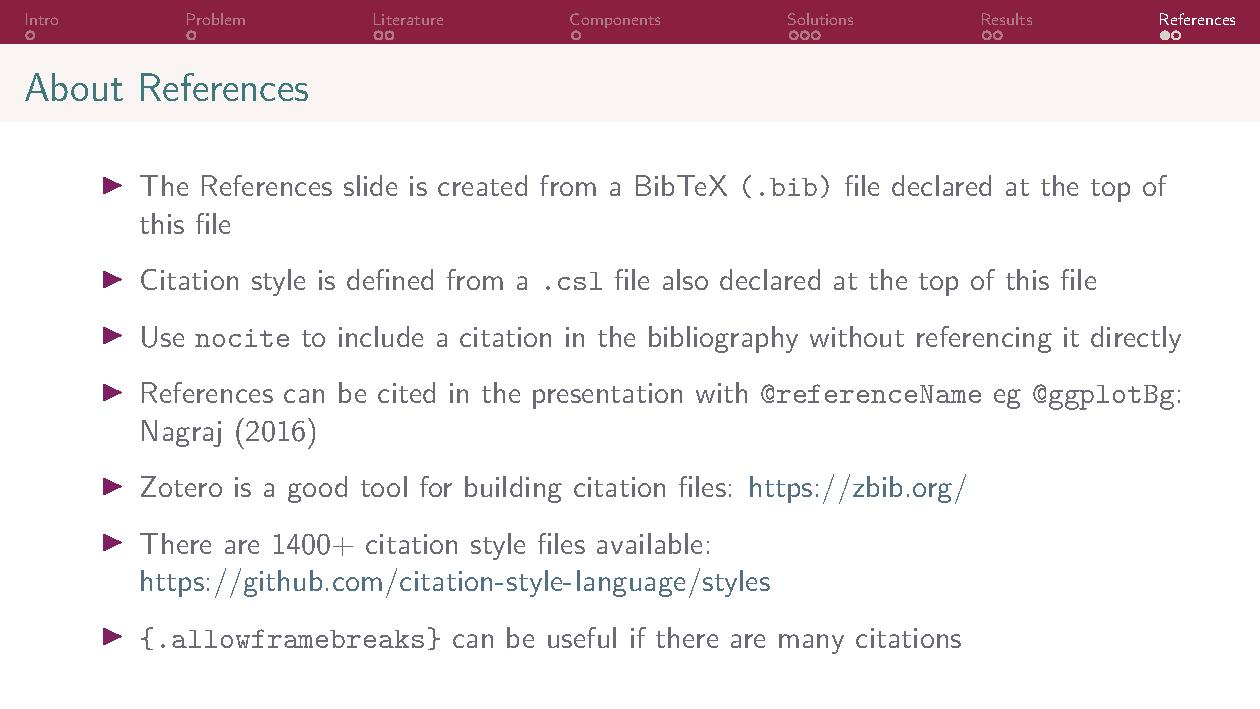 Intro Problem Literature Components Solutions Results References
About References
The References slide is created from a BibTeX (.bib) file declared at the top of
this file
Citation style is defined from a .csl file also declared at the top of this file
Use nocite to include a citation in the bibliography without referencing it directly
References can be cited in the presentation with @referenceName eg @ggplotBg:
Nagraj (2016)
Zotero is a good tool for building citation files: https://zbib.org/
There are 1400+ citation style files available:
https://github.com/citation-style-language/styles
{.allowframebreaks} can be useful if there are many citations